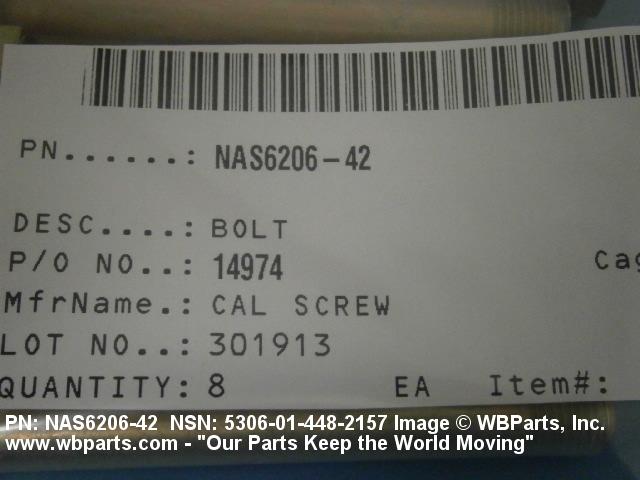 PN......: NAS6206-42
DESC....: BOLT
P/O NO..: 14974
MfrName.: CAL SCREW
LOT NO..: 301913
QUANTITY: 8 EA Item#:
PN: NAS6206-42 NSN: 5306-01-448-2157 Image © WBParts, Inc.
www.wbparts.com - "Our Parts Keep the World Moving"